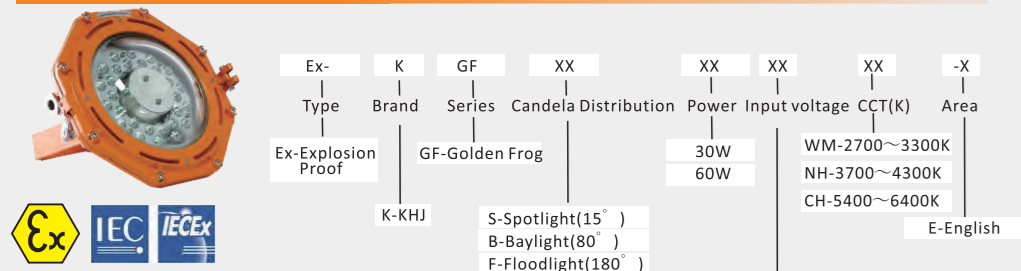 Ex- K GF XX XX XX XX -X
Type Brand Series Candela Distribution Power Input voltage CCT(K) Area
Ex-Explosion
Proof
GF-Golden Frog
30W
60W
WM-2700～3300K
NH-3700～4300K
CH-5400～6400K
K-KHJ
S-Spotlight(15°)
B-Baylight(80°)
F-Floodlight(180°)
E-English
Ex
IEC
IECEx